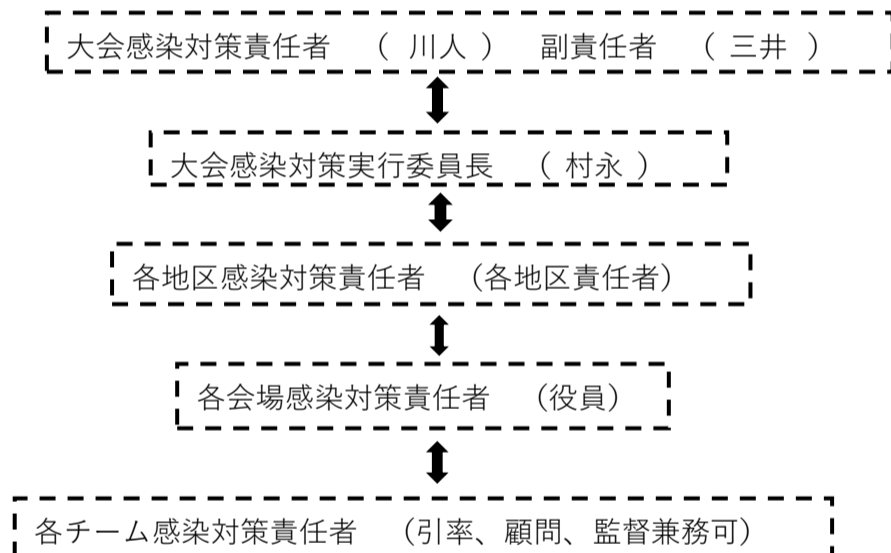 大会感染対策責任者　（ 川人 ）　副責任者　（ 三井 ）
大会感染対策実行委員長　（ 村永 ）
各地区感染対策責任者　（各地区責任者）
各会場感染対策責任者　（役員）
各チーム感染対策責任者　（引率、顧問、監督兼務可）